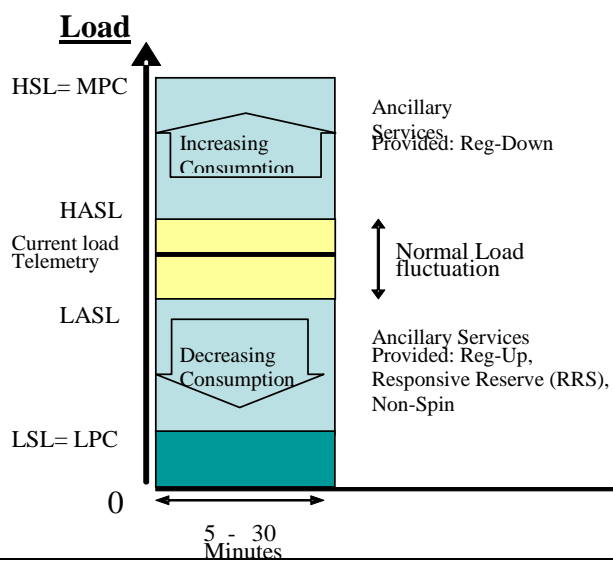 Load
HSL= MPC
Ancillary
Services
Provided: Reg-Down
Increasing
Consumption
HASL
Current load
Telemetry
Normal Load
fluctuation
LASL
Ancillary Services
Provided: Reg-Up,
Responsive Reserve (RRS),
Non-Spin
Decreasing
Consumption
LSL= LPC
0
5 - 30
Minutes